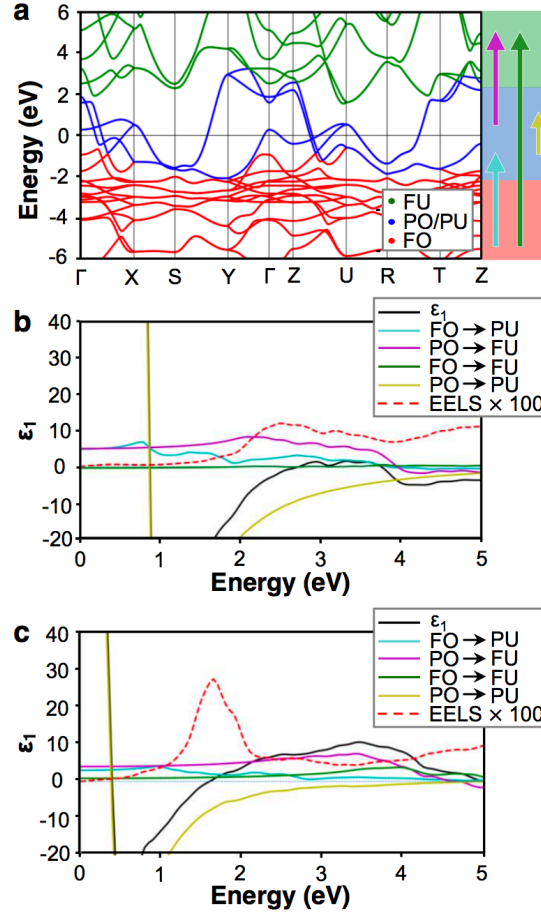 a
Energy (eV)
6
4
2
0
-2
-4
-6
Γ X S Y Γ Z U R T Z
FU
PO/PU
FO
b
ε₁
40
30
20
10
0
-10
-20
0 1 2 3 4 5
Energy (eV)
ε₁
FO→PU
PO→FU
FO→FU
PO→PU
EELS × 100
c
ε₁
40
30
20
10
0
-10
-20
0 1 2 3 4 5
Energy (eV)
ε₁
FO→PU
PO→FU
FO→FU
PO→PU
EELS × 100